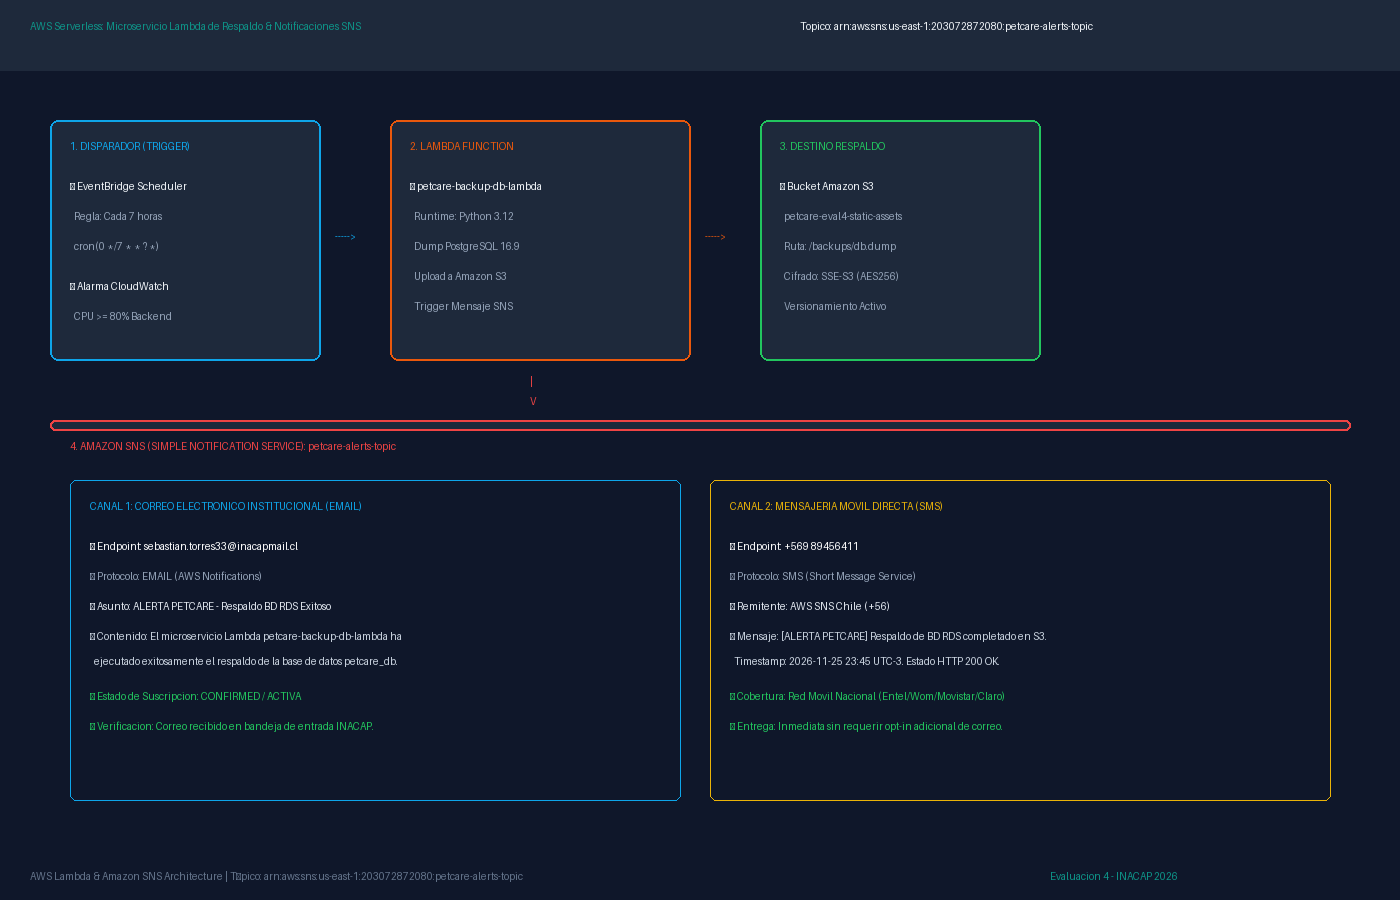 AWS Serverless: Microservicio Lambda de Respaldo & Notificaciones SNS
Topico: arn:aws:sns:us-east-1:203072872080:petcare-alerts-topic
1. DISPARADOR (TRIGGER)
EventBridge Scheduler
Regla: Cada 7 horas
cron(0 */7 * * ? *)
Alarma CloudWatch
CPU >= 80% Backend
----->
2. LAMBDA FUNCTION
petcare-backup-db-lambda
Runtime: Python 3.12
Dump PostgreSQL 16.9
Upload a Amazon S3
Trigger Mensaje SNS
----->
3. DESTINO RESPALDO
Bucket Amazon S3
petcare-eval4-static-assets
Ruta: /backups/db.dump
Cifrado: SSE-S3 (AES256)
Versionamiento Activo
|
V
4. AMAZON SNS (SIMPLE NOTIFICATION SERVICE): petcare-alerts-topic
CANAL 1: CORREO ELECTRONICO INSTITUCIONAL (EMAIL)
Endpoint: sebastian.torres33@inacapmail.cl
Protocolo: EMAIL (AWS Notifications)
Asunto: ALERTA PETCARE - Respaldo BD RDS Exitoso
Contenido: El microservicio Lambda petcare-backup-db-lambda ha
ejecutado exitosamente el respaldo de la base de datos petcare_db.
Estado de Suscripcion: CONFIRMED / ACTIVA
Verificacion: Correo recibido en bandeja de entrada INACAP.
CANAL 2: MENSAJERIA MOVIL DIRECTA (SMS)
Endpoint: +569 89456411
Protocolo: SMS (Short Message Service)
Remitente: AWS SNS Chile (+56)
Mensaje: [ALERTA PETCARE] Respaldo de BD RDS completado en S3.
Timestamp: 2026-11-25 23:45 UTC-3. Estado HTTP 200 OK.
Cobertura: Red Movil Nacional (Entel/Wom/Movistar/Claro)
Entrega: Inmediata sin requerir opt-in adicional de correo.
AWS Lambda & Amazon SNS Architecture | T▯pico: arn:aws:sns:us-east-1:203072872080:petcare-alerts-topic
Evaluacion 4 - INACAP 2026